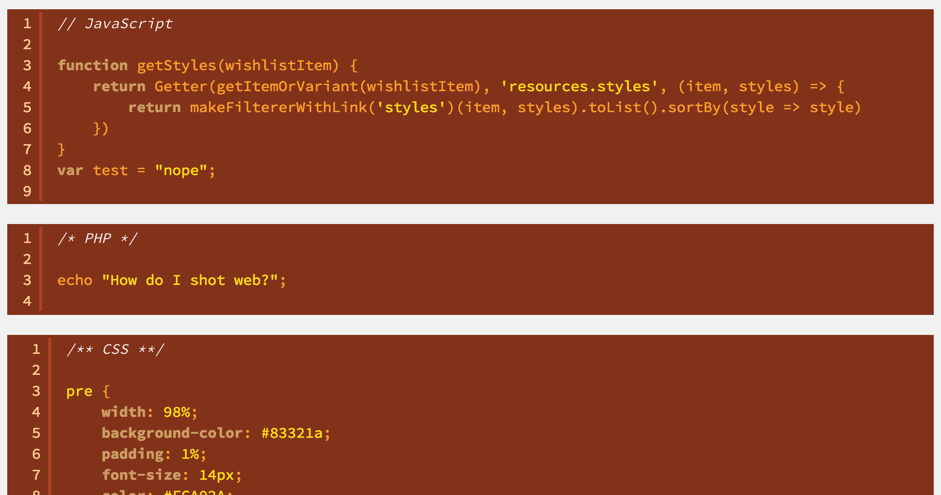 1 // JavaScript
2
3 function getStyles(wishlistItem) {
4     return Getter(getItemOrVariant(wishlistItem), 'resources.styles', (item, styles) => {
5         return makeFiltererWithLink('styles')(item, styles).toList().sortBy(style => style)
6     })
7 }
8 var test = "nope";
9
1 /* PHP */
2
3 echo "How do I shot web?";
4
1 /** CSS **/
2
3 pre {
4     width: 98%;
5     background-color: #83321a;
6     padding: 1%;
7     font-size: 14px;
8     color: